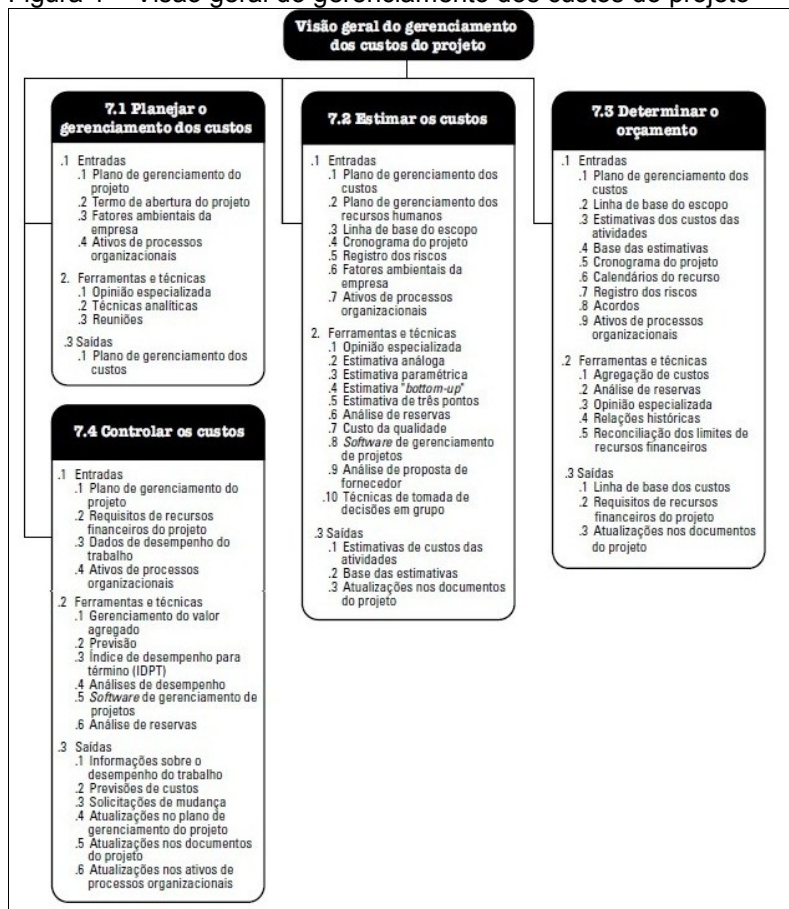 Visão geral do gerenciamento
dos custos do projeto
7.1 Planejar o
gerenciamento dos custos
.1 Entradas
.1 Plano de gerenciamento do
projeto
.2 Termo de abertura do projeto
.3 Fatores ambientais da
empresa
.4 Ativos de processos
organizacionais
2. Ferramentas e técnicas
.1 Opinião especializada
.2 Técnicas analíticas
.3 Reuniões
.3 Saídas
.1 Plano de gerenciamento dos
custos
7.2 Estimar os custos
.1 Entradas
.1 Plano de gerenciamento dos
custos
.2 Plano de gerenciamento dos
recursos humanos
.3 Linha de base do escopo
.4 Cronograma do projeto
.5 Registro dos riscos
.6 Fatores ambientais da
empresa
.7 Ativos de processos
organizacionais
2. Ferramentas e técnicas
.1 Opinião especializada
.2 Estimativa análoga
.3 Estimativa paramétrica
.4 Estimativa "bottom-up"
.5 Estimativa de três pontos
.6 Análise de reservas
.7 Custo da qualidade
.8 Software de gerenciamento
de projetos
.9 Análise de proposta de
fornecedor
.10 Técnicas de tomada de
decisões em grupo
.3 Saídas
.1 Estimativas de custos das
atividades
.2 Base das estimativas
.3 Atualizações nos documentos
do projeto
7.3 Determinar o
orçamento
.1 Entradas
.1 Plano de gerenciamento dos
custos
.2 Linha de base do escopo
.3 Estimativas dos custos das
atividades
.4 Base das estimativas
.5 Cronograma do projeto
.6 Calendários do recurso
.7 Registro dos riscos
.8 Acordos
.9 Ativos de processos
organizacionais
.2 Ferramentas e técnicas
.1 Agregação de custos
.2 Análise de reservas
.3 Opinião especializada
.4 Relações históricas
.5 Reconciliação dos limites de
recursos financeiros
.3 Saídas
.1 Linha de base dos custos
.2 Requisitos de recursos
financeiros do projeto
.3 Atualizações nos documentos
do projeto
7.4 Controlar os custos
.1 Entradas
.1 Plano de gerenciamento do
projeto
.2 Requisitos de recursos
financeiros do projeto
.3 Dados de desempenho do
trabalho
.4 Ativos de processos
organizacionais
.2 Ferramentas e técnicas
.1 Gerenciamento do valor
agregado
.2 Previsão
.3 Índice de desempenho para
término (IDPT)
.4 Análises de desempenho
.5 Software de gerenciamento de
projetos
.6 Análise de reservas
.3 Saídas
.1 Informações sobre o
desempenho do trabalho
.2 Previsões de custos
.3 Solicitações de mudança
.4 Atualizações no plano de
gerenciamento do projeto
.5 Atualizações nos documentos
do projeto
.6 Atualizações nos ativos de
processos organizacionais